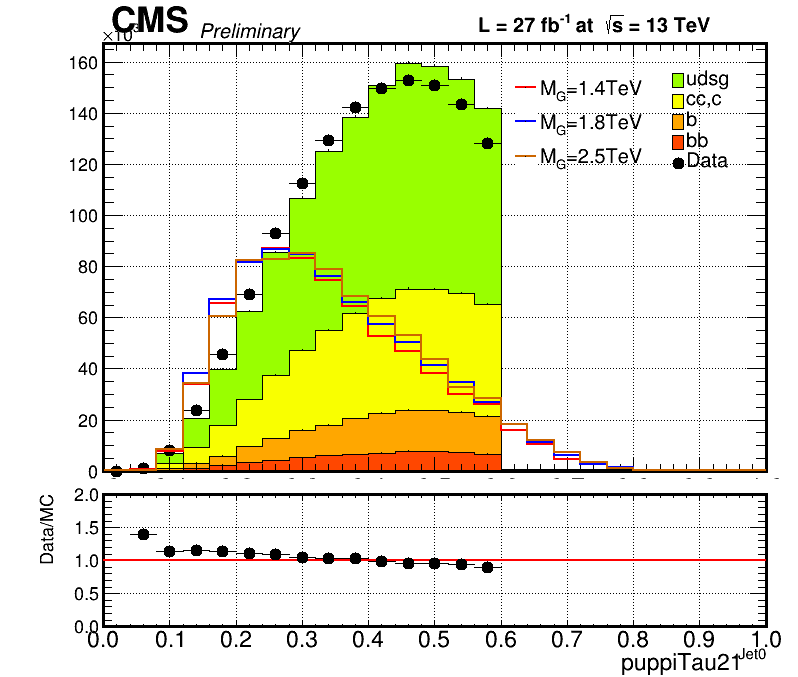 CMS Preliminary L = 27 fb-1 at √s = 13 TeV
×10³
160
140
120
100
80
60
40
20
0
MG=1.4TeV
MG=1.8TeV
MG=2.5TeV
udsg
cc,c
b
bb
Data
Data/MC
2.0
1.5
1.0
0.5
0.0
0.0 0.1 0.2 0.3 0.4 0.5 0.6 0.7 0.8 0.9 1.0
puppiTau21Jet0